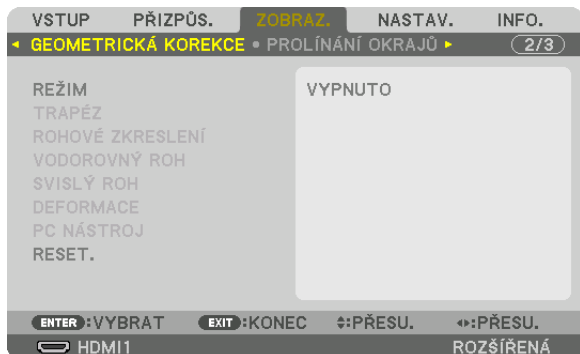 VSTUP PŘIZPŮS. ZOBRAZ. NASTAV. INFO.
GEOMETRICKÁ KOREKCE • PROLÍNÁNÍ OKRAJŮ 2/3
REŽIM VYPNUTO
TRAPÉZ
ROHOVÉ ZKRESLENÍ
VODOROVNÝ ROH
SVISLÝ ROH
DEFORMACE
PC NÁSTROJ
RESET.
ENTER :VYBRAT EXIT :KONEC :PŘESU. :PŘESU.
HDMI1 ROZŠÍŘENÁ